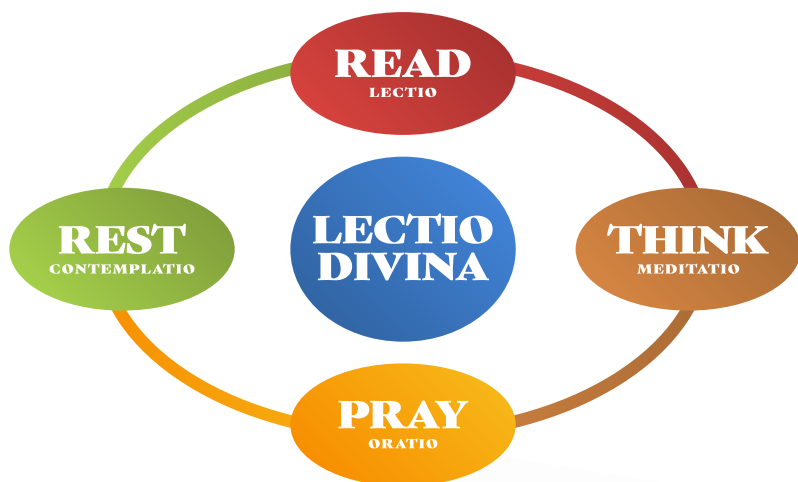 READ
LECTIO
REST
CONTEMPLATIO
LECTIO
DIVINA
THINK
MEDITATIO
PRAY
ORATIO